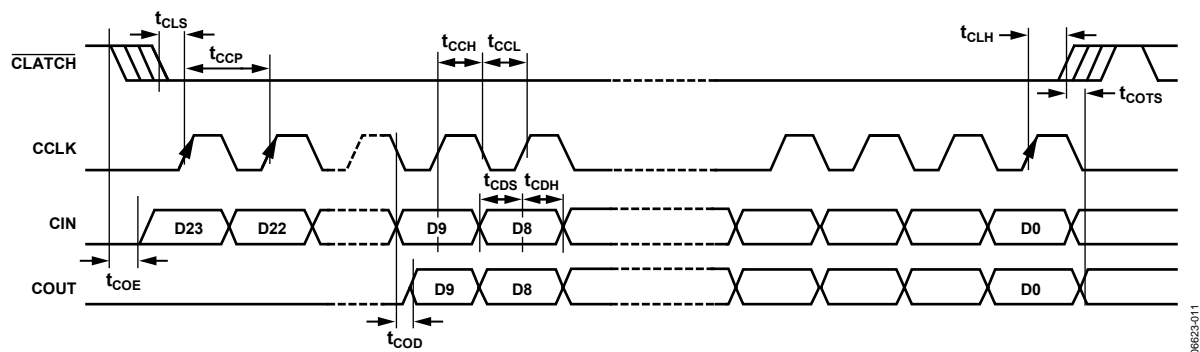 tCLS
tCCP
tCCH
tCCL
tCLH
CLATCH
tCOTS
CCLK
tCDS
tCDH
CIN
D23
D22
D9
D8
D0
tCOE
COUT
D9
D8
D0
tCOD
06623-011